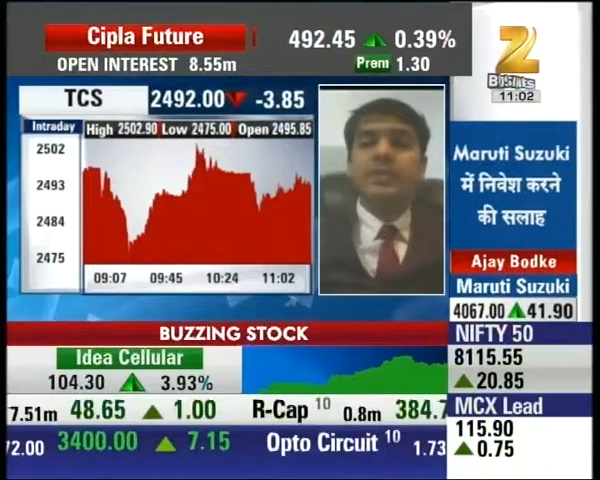 Cipla Future
492.45 0.39%
OPEN INTEREST 8.55m
Prem 1.30
11:02
TCS 2492.00 -3.85
Intraday High 2502.90 Low 2475.00 Open 2495.85
2502
2493
2484
2475
09:07 09:45 10:24 11:02
Maruti Suzuki
में निवेश करने
की सलाह
Ajay Bodke
Maruti Suzuki
4067.00 41.90
BUZZING STOCK
Idea Cellular
104.30 3.93%
NIFTY 50
8115.55
20.85
MCX Lead
115.90
0.75
7.51m 48.65 1.00 R-Cap 10 0.8m 384.7
72.00 3400.00 7.15 Opto Circuit 10 1.73